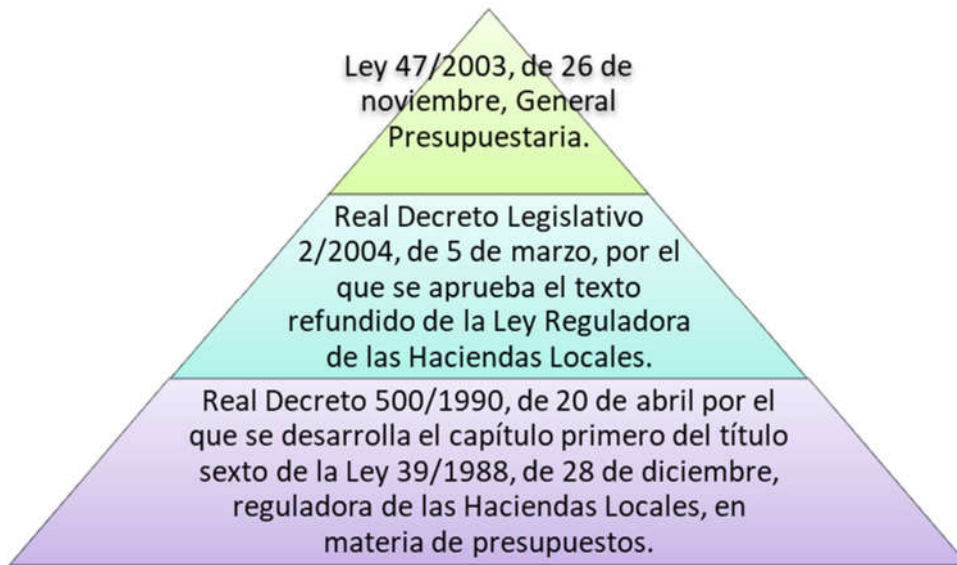 Ley 47/2003, de 26 de
noviembre, General
Presupuestaria.
Real Decreto Legislativo
2/2004, de 5 de marzo, por el
que se aprueba el texto
refundido de la Ley Reguladora
de las Haciendas Locales.
Real Decreto 500/1990, de 20 de abril por el
que se desarrolla el capítulo primero del título
sexto de la Ley 39/1988, de 28 de diciembre,
reguladora de las Haciendas Locales, en
materia de presupuestos.